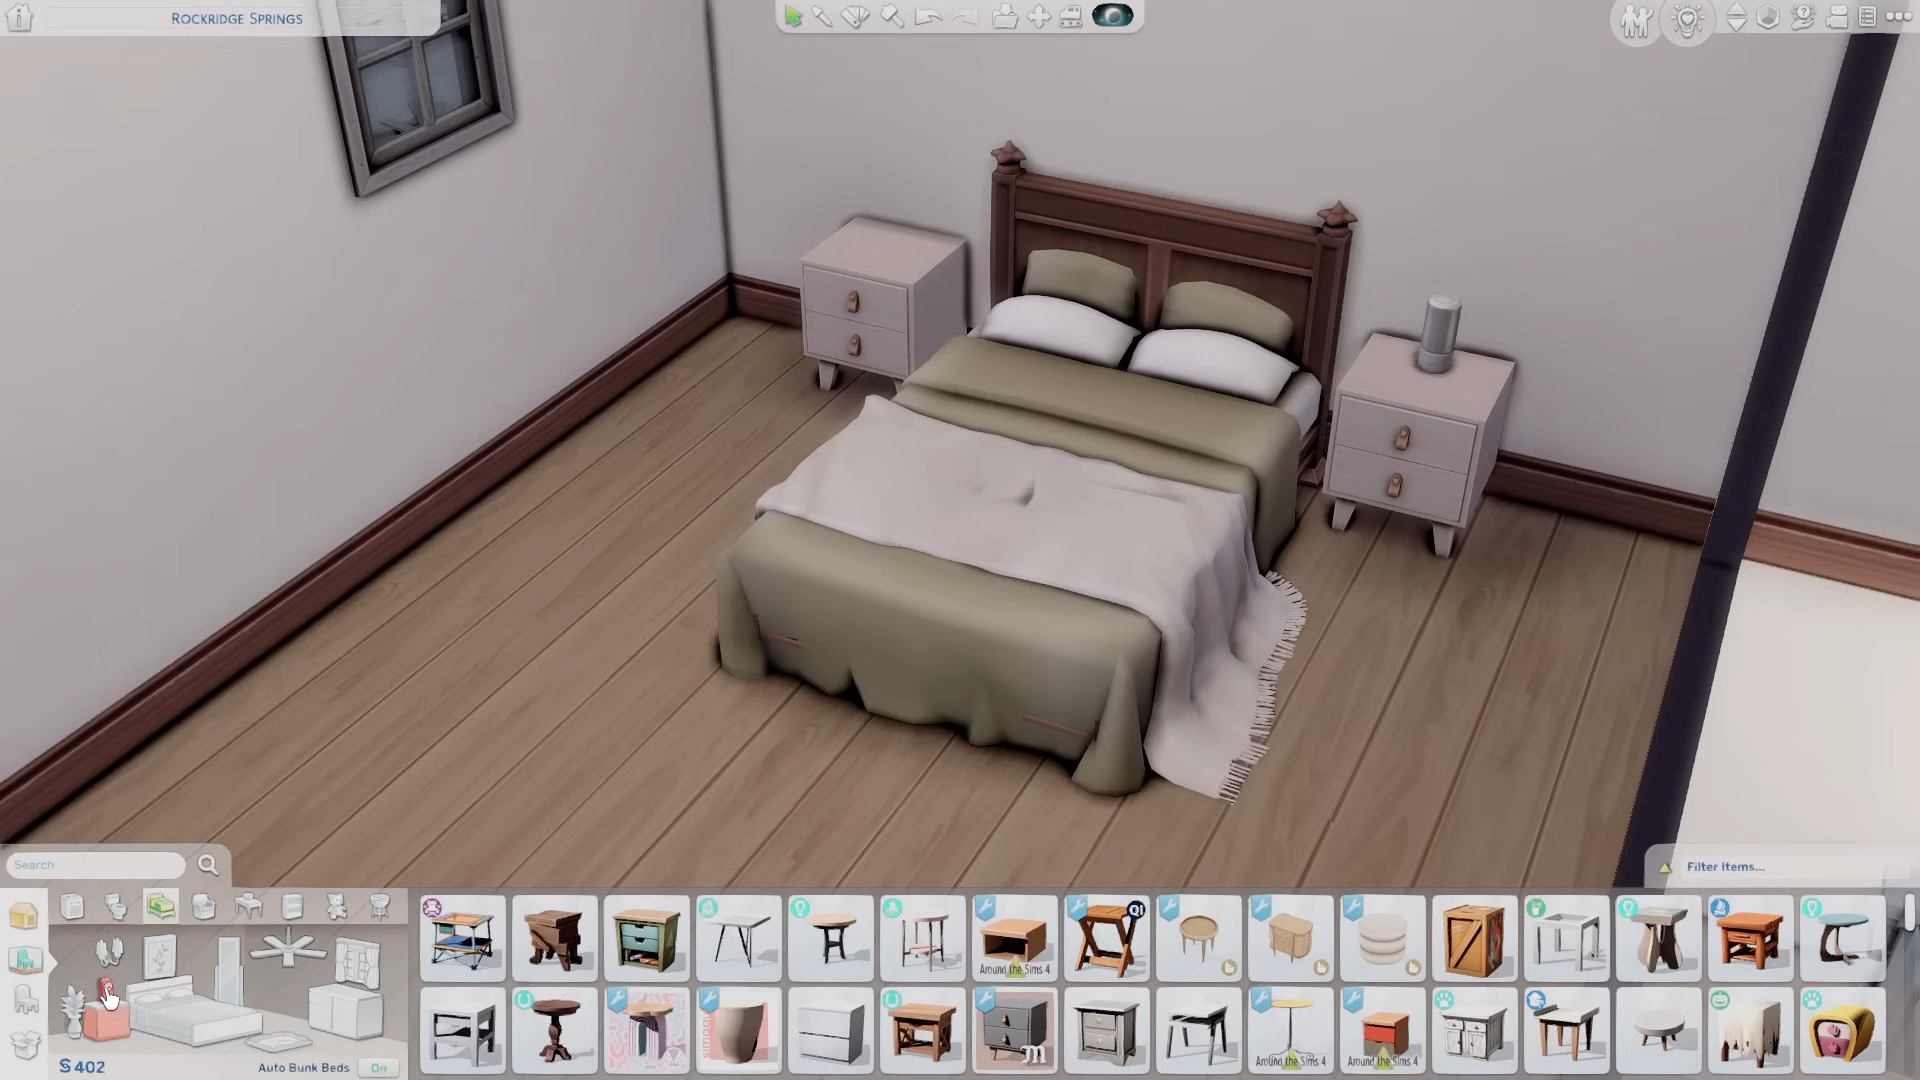 Rockridge Springs
Search
Filter Items...
Around the Sims 4
QI
Around the Sims 4
Around the Sims 4
§402
Auto Bunk Beds
On